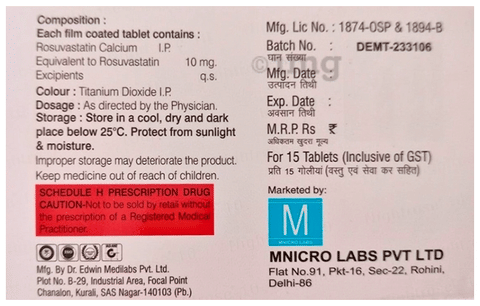 Composition :
Each film coated tablet contains :
Rosuvastatin Calcium I.P.
Equivalent to Rosuvastatin 10 mg.
Excipients q.s.
Colour : Titanium Dioxide I.P.
Dosage : As directed by the Physician.
Storage : Store in a cool, dry and dark
place below 25°C. Protect from sunlight
& moisture.
Improper storage may deteriorate the product.
Keep medicine out of reach of children.
SCHEDULE H PRESCRIPTION DRUG
CAUTION-Not to be sold by retail without
the prescription of a Registered Medical
Practitioner.
Mfg. By Dr. Edwin Medilabs Pvt. Ltd.
Plot No. B-29, Industrial Area, Focal Point
Chanalon, Kurali, SAS Nagar-140103 (Pb.)
Mfg. Lic No. : 1874-OSP & 1894-B
Batch No. : DEMT-233106
घान संख्या
©1mg
Mfg. Date :
उत्पादन तिथी
Exp. Date :
अवसान तिथी
M.R.P. Rs ₹
अधिकतम खुदरा मूल्य
For 15 Tablets (Inclusive of GST)
प्रति 15 गोलीयां (वस्तु एवं सेवा कर सहित)
Marketed by:
M
MNICRO LABS
MNICRO LABS PVT LTD
Flat No.91, Pkt-16, Sec-22, Rohini,
Delhi-86